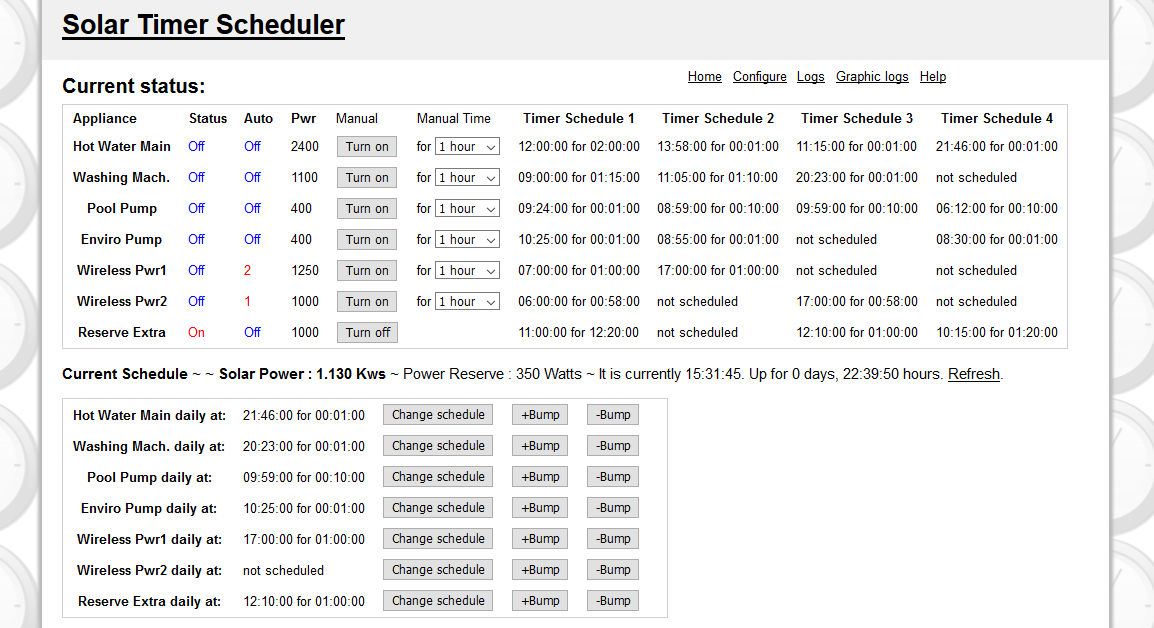 Solar Timer Scheduler
Home Configure Logs Graphic logs Help
Current status:
Appliance Status Auto Pwr Manual Manual Time Timer Schedule 1 Timer Schedule 2 Timer Schedule 3 Timer Schedule 4
Hot Water Main Off Off 2400 Turn on for 1 hour 12:00:00 for 02:00:00 13:58:00 for 00:01:00 11:15:00 for 00:01:00 21:46:00 for 00:01:00
Washing Mach. Off Off 1100 Turn on for 1 hour 09:00:00 for 01:15:00 11:05:00 for 01:10:00 20:23:00 for 00:01:00 not scheduled
Pool Pump Off Off 400 Turn on for 1 hour 09:24:00 for 00:01:00 08:59:00 for 00:10:00 09:59:00 for 00:10:00 06:12:00 for 00:10:00
Enviro Pump Off Off 400 Turn on for 1 hour 10:25:00 for 00:01:00 08:55:00 for 00:01:00 not scheduled 08:30:00 for 00:01:00
Wireless Pwr1 Off 2 1250 Turn on for 1 hour 07:00:00 for 01:00:00 17:00:00 for 01:00:00 not scheduled not scheduled
Wireless Pwr2 Off 1 1000 Turn on for 1 hour 06:00:00 for 00:58:00 not scheduled 17:00:00 for 00:58:00 not scheduled
Reserve Extra On Off 1000 Turn off 11:00:00 for 12:20:00 not scheduled 12:10:00 for 01:00:00 10:15:00 for 01:20:00
Current Schedule ~ ~ Solar Power : 1.130 Kws ~ Power Reserve : 350 Watts ~ It is currently 15:31:45. Up for 0 days, 22:39:50 hours. Refresh.
Hot Water Main daily at: 21:46:00 for 00:01:00 Change schedule +Bump -Bump
Washing Mach. daily at: 20:23:00 for 00:01:00 Change schedule +Bump -Bump
Pool Pump daily at: 09:59:00 for 00:10:00 Change schedule +Bump -Bump
Enviro Pump daily at: 10:25:00 for 00:01:00 Change schedule +Bump -Bump
Wireless Pwr1 daily at: 17:00:00 for 01:00:00 Change schedule +Bump -Bump
Wireless Pwr2 daily at: not scheduled Change schedule +Bump -Bump
Reserve Extra daily at: 12:10:00 for 01:00:00 Change schedule +Bump -Bump